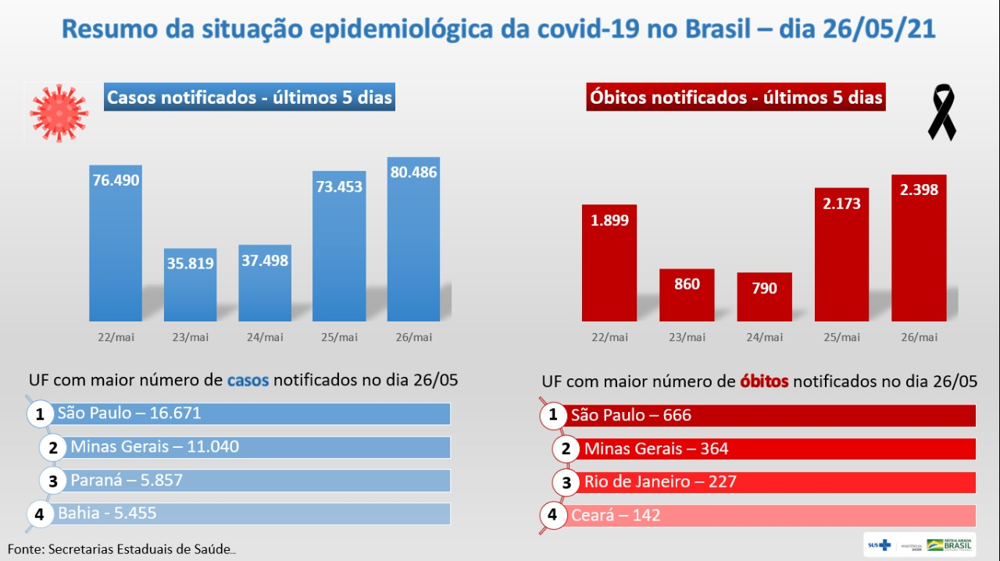 Resumo da situação epidemiológica da covid-19 no Brasil – dia 26/05/21
Casos notificados - últimos 5 dias
76.490
35.819
37.498
73.453
80.486
22/mai
23/mai
24/mai
25/mai
26/mai
Óbitos notificados - últimos 5 dias
1.899
860
790
2.173
2.398
22/mai
23/mai
24/mai
25/mai
26/mai
UF com maior número de casos notificados no dia 26/05
1 São Paulo – 16.671
2 Minas Gerais – 11.040
3 Paraná – 5.857
4 Bahia - 5.455
UF com maior número de óbitos notificados no dia 26/05
1 São Paulo – 666
2 Minas Gerais – 364
3 Rio de Janeiro – 227
4 Ceará – 142
Fonte: Secretarias Estaduais de Saúde
SUS
MINISTÉRIO DA
SAÚDE
PÁTRIA AMADA
BRASIL